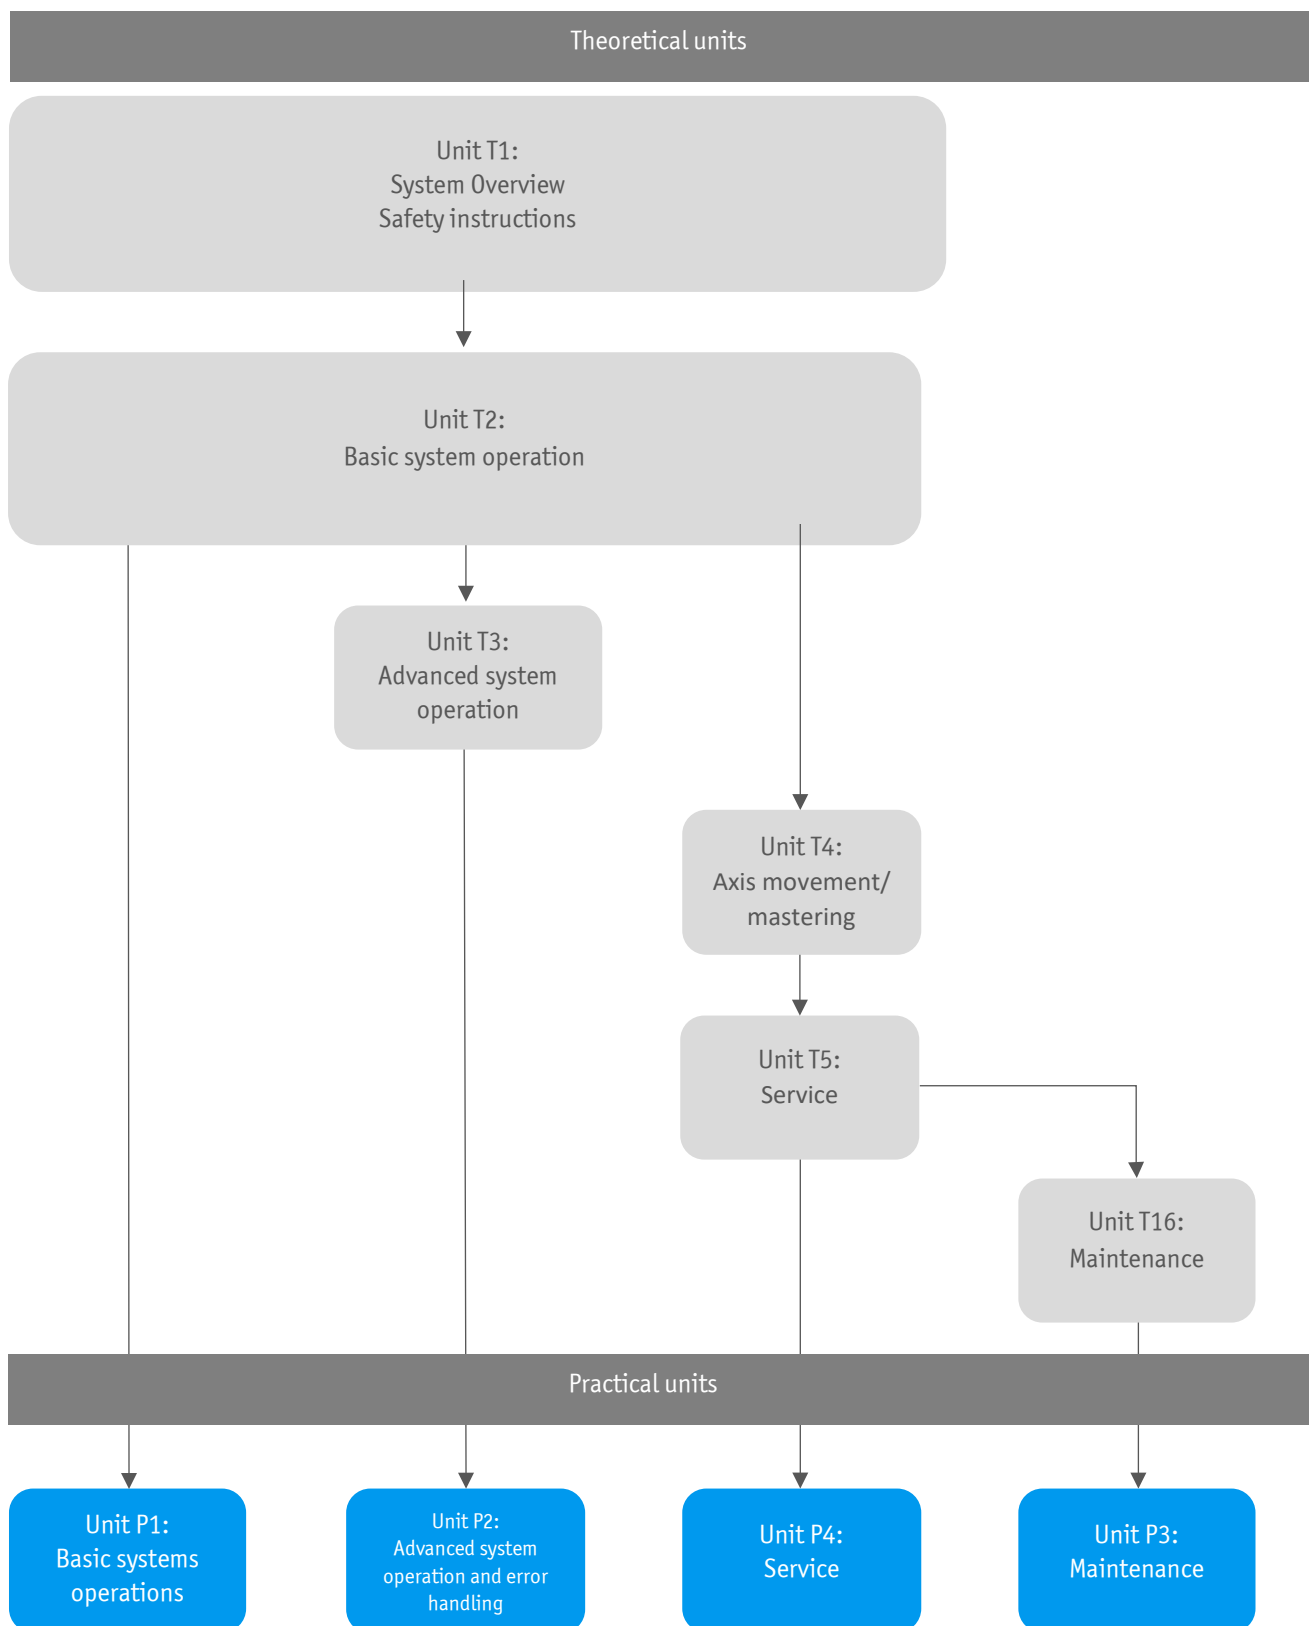 Theoretical units
Unit T1:
System Overview
Safety instructions
Unit T2:
Basic system operation
Unit T3:
Advanced system
operation
Unit T4:
Axis movement/
mastering
Unit T5:
Service
Unit T16:
Maintenance
Practical units
Unit P1:
Basic systems
operations
Unit P2:
Advanced system
operation and error
handling
Unit P4:
Service
Unit P3:
Maintenance